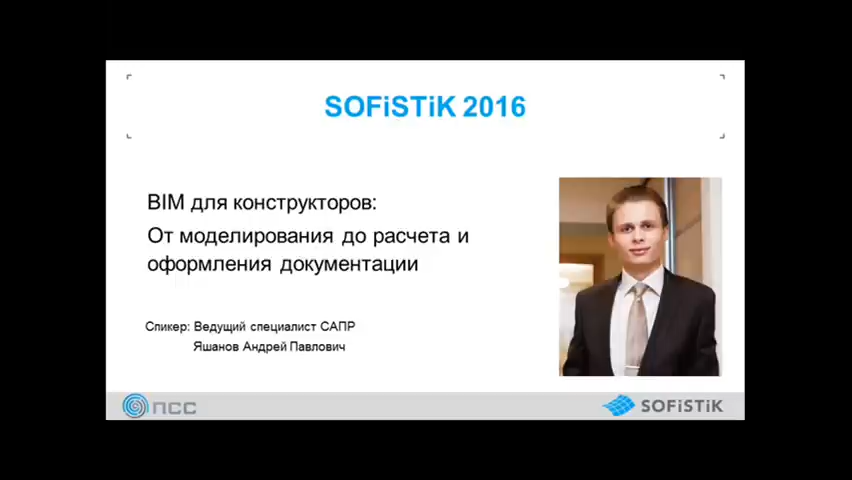 SOFiSTiK 2016
BIM для конструкторов:
От моделирования до расчета и
оформления документации
Спикер: Ведущий специалист САПР
Яшанов Андрей Павлович
ПСС
SOFiSTiK